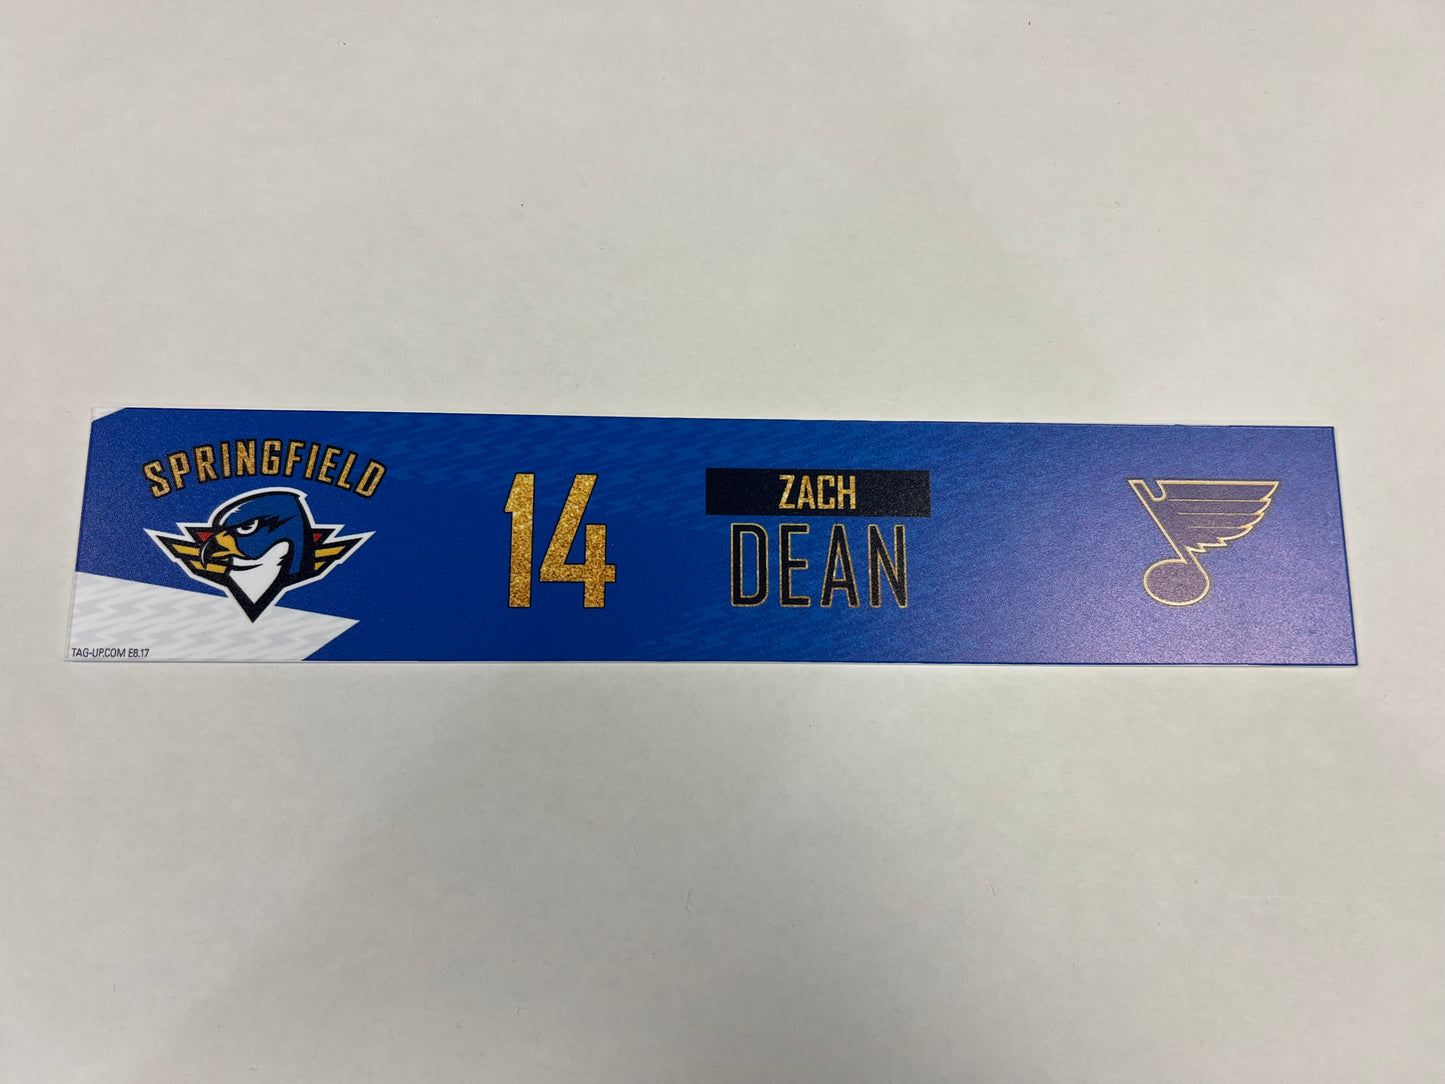 SPRINGFIELD
14
ZACH
DEAN
TAG-UP.COM E8.17